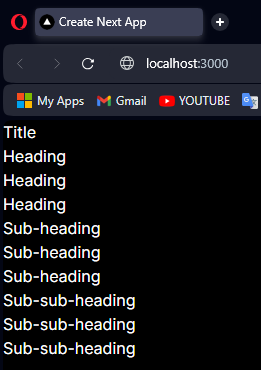 Create Next App
localhost:3000
My Apps Gmail YOUTUBE
Title
Heading
Heading
Heading
Sub-heading
Sub-heading
Sub-heading
Sub-sub-heading
Sub-sub-heading
Sub-sub-heading